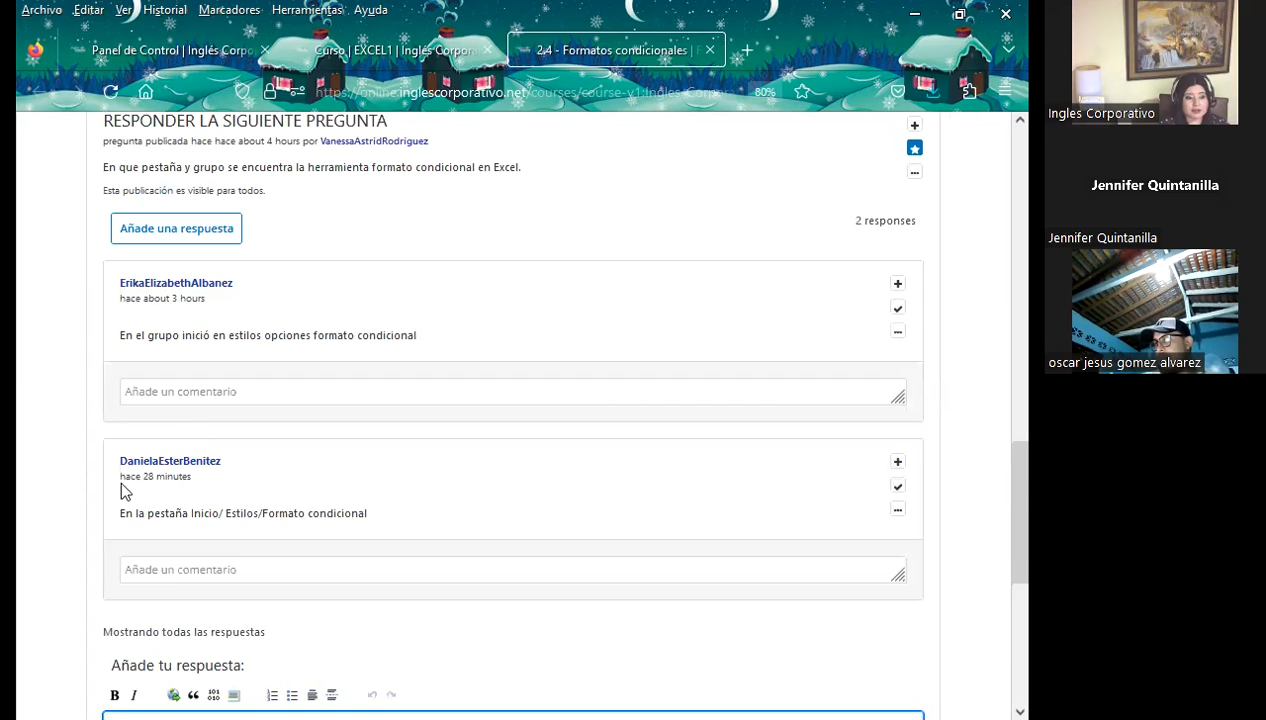 Archivo Editar Ver Historial Marcadores Herramientas Ayuda
Panel de Control | Inglés Corpo
Curso | EXCEL1 | Inglés Corpora
2.4 - Formatos condicionales |
https://online.inglescorporativo.net/courses/course-v1:Ingles-Corpo
80%
RESPONDER LA SIGUIENTE PREGUNTA
pregunta publicada hace hace about 4 hours por VanessaAstridRodriguez
En que pestaña y grupo se encuentra la herramienta formato condicional en Excel.
Esta publicación es visible para todos.
Añade una respuesta
2 responses
ErikaElizabethAlbanez
hace about 3 hours
En el grupo inició en estilos opciones formato condicional
Añade un comentario
DanielaEsterBenitez
hace 28 minutes
En la pestaña Inicio/ Estilos/Formato condicional
Añade un comentario
Mostrando todas las respuestas
Añade tu respuesta:
B I
Ingles Corporativo
Jennifer Quintanilla
Jennifer Quintanilla
oscar jesus gomez alvarez